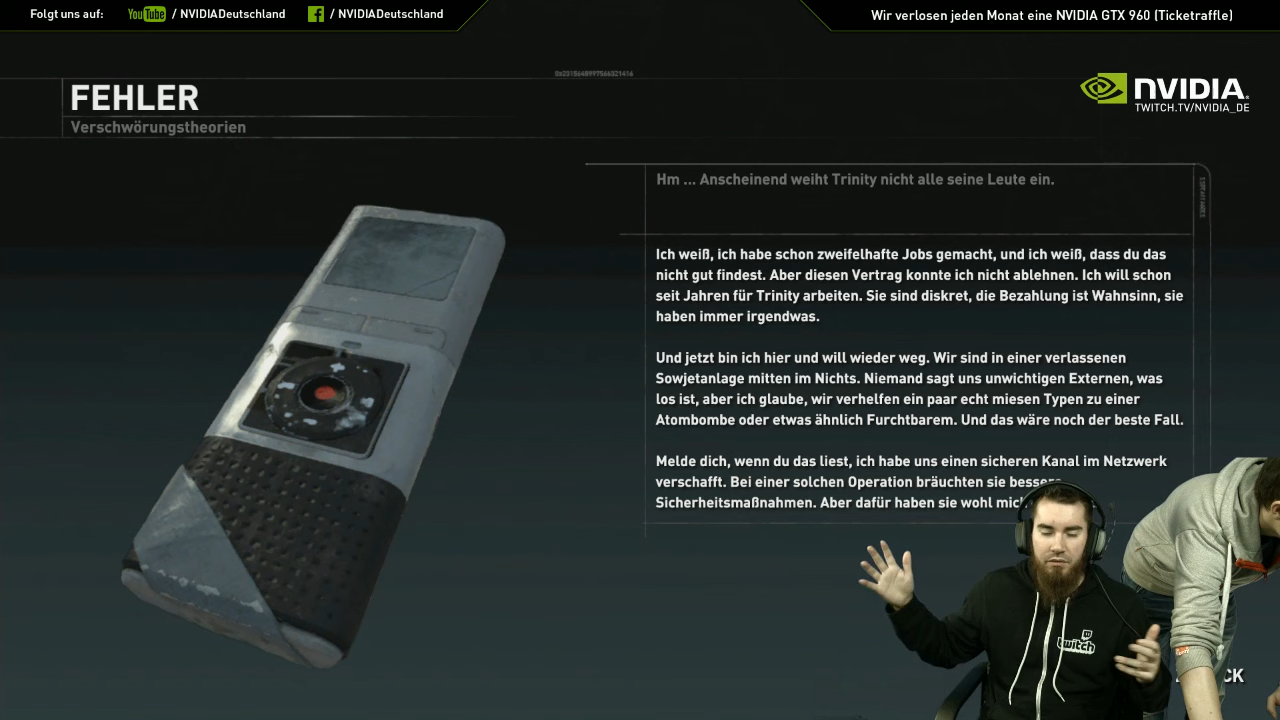 Folgt uns auf:
YouTube / NVIDIADeutschland
/ NVIDIADeutschland
Wir verlosen jeden Monat eine NVIDIA GTX 960 (Ticketraffle)
FEHLER
Verschwörungstheorien
NVIDIA.
TWITCH.TV/NVIDIA_DE
Hm ... Anscheinend weiht Trinity nicht alle seine Leute ein.
Ich weiß, ich habe schon zweifelhafte Jobs gemacht, und ich weiß, dass du das
nicht gut findest. Aber diesen Vertrag konnte ich nicht ablehnen. Ich will schon
seit Jahren für Trinity arbeiten. Sie sind diskret, die Bezahlung ist Wahnsinn, sie
haben immer irgendwas.
Und jetzt bin ich hier und will wieder weg. Wir sind in einer verlassenen
Sowjetanlage mitten im Nichts. Niemand sagt uns unwichtigen Externen, was
los ist, aber ich glaube, wir verhelfen ein paar echt miesen Typen zu einer
Atombombe oder etwas ähnlich Furchtbarem. Und das wäre noch der beste Fall.
Melde dich, wenn du das liest, ich habe uns einen sicheren Kanal im Netzwerk
verschafft. Bei einer solchen Operation bräuchten sie bessere
Sicherheitsmaßnahmen. Aber dafür haben sie wohl mich
twitch